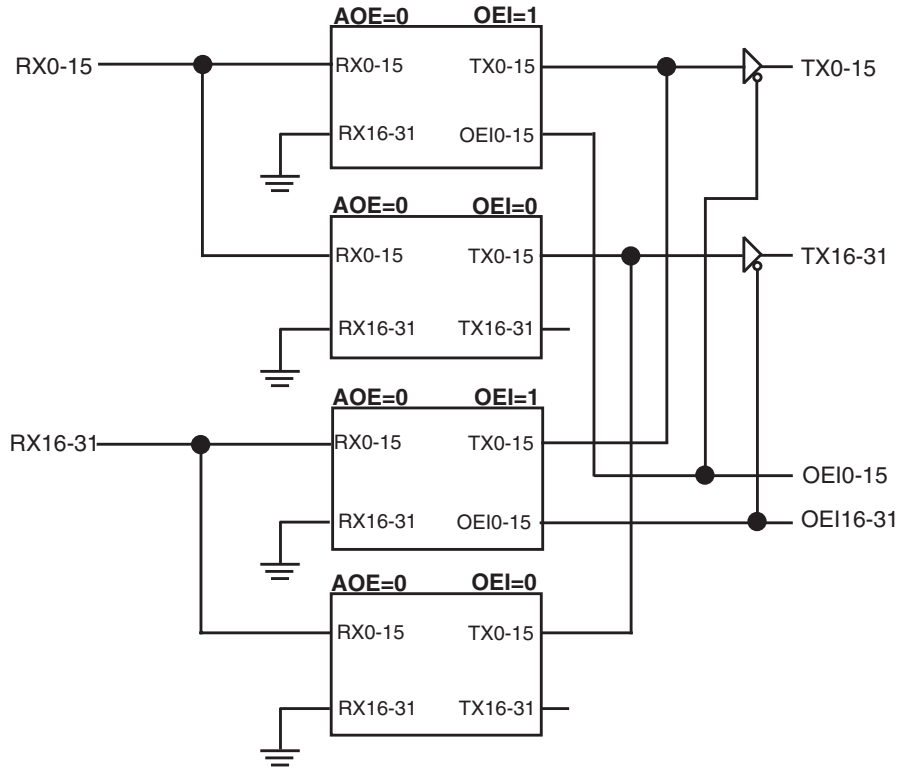 AOE=0 OEI=1
RX0-15 RX0-15 TX0-15 TX0-15
RX16-31 OEI0-15
AOE=0 OEI=0
RX0-15 TX0-15 TX16-31
RX16-31 TX16-31
AOE=0 OEI=1
RX16-31 RX0-15 TX0-15
OEI0-15
RX16-31 OEI0-15 OEI16-31
AOE=0 OEI=0
RX0-15 TX0-15
RX16-31 TX16-31